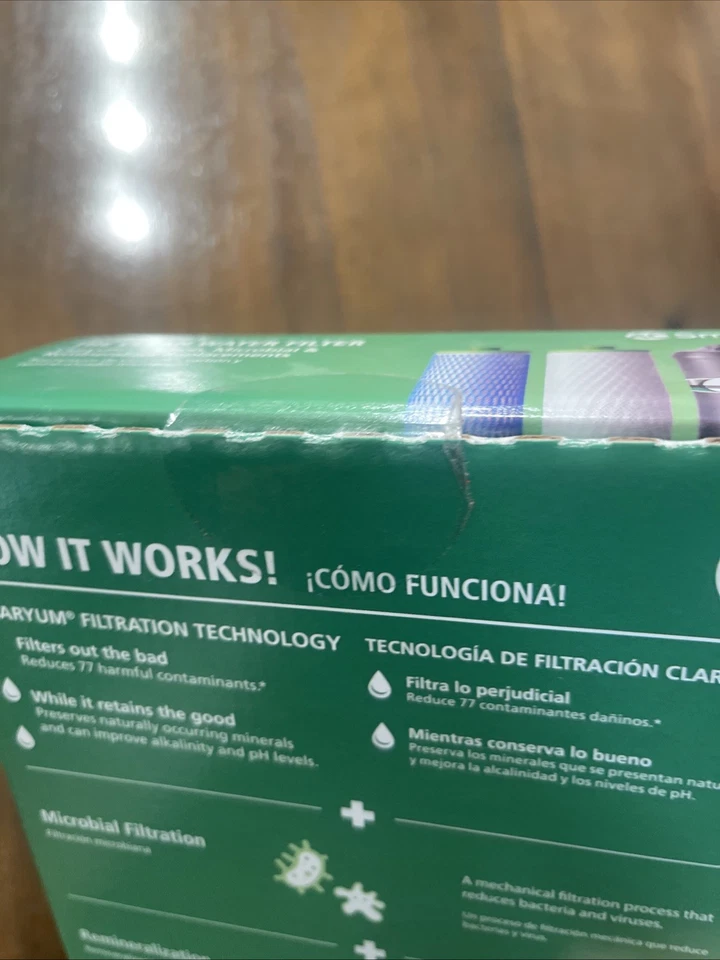 WATER FILTER
OW IT WORKS! ¡CÓMO FUNCIONA!
ARYUM® FILTRATION TECHNOLOGY
Filters out the bad
Reduces 77 harmful contaminants.*
While it retains the good
Preserves naturally occurring minerals
and can improve alkalinity and pH levels.
TECNOLOGÍA DE FILTRACIÓN CLAR
Filtra lo perjudicial
Reduce 77 contaminantes dañinos.*
Mientras conserva lo bueno
Preserva los minerales que se presentan natu
y mejora la alcalinidad y los niveles de pH.
Microbial Filtration
Filtración microbiana
A mechanical filtration process that
reduces bacteria and viruses.
Un proceso de filtración mecánica que reduce
bacterias y virus.
Remineralization